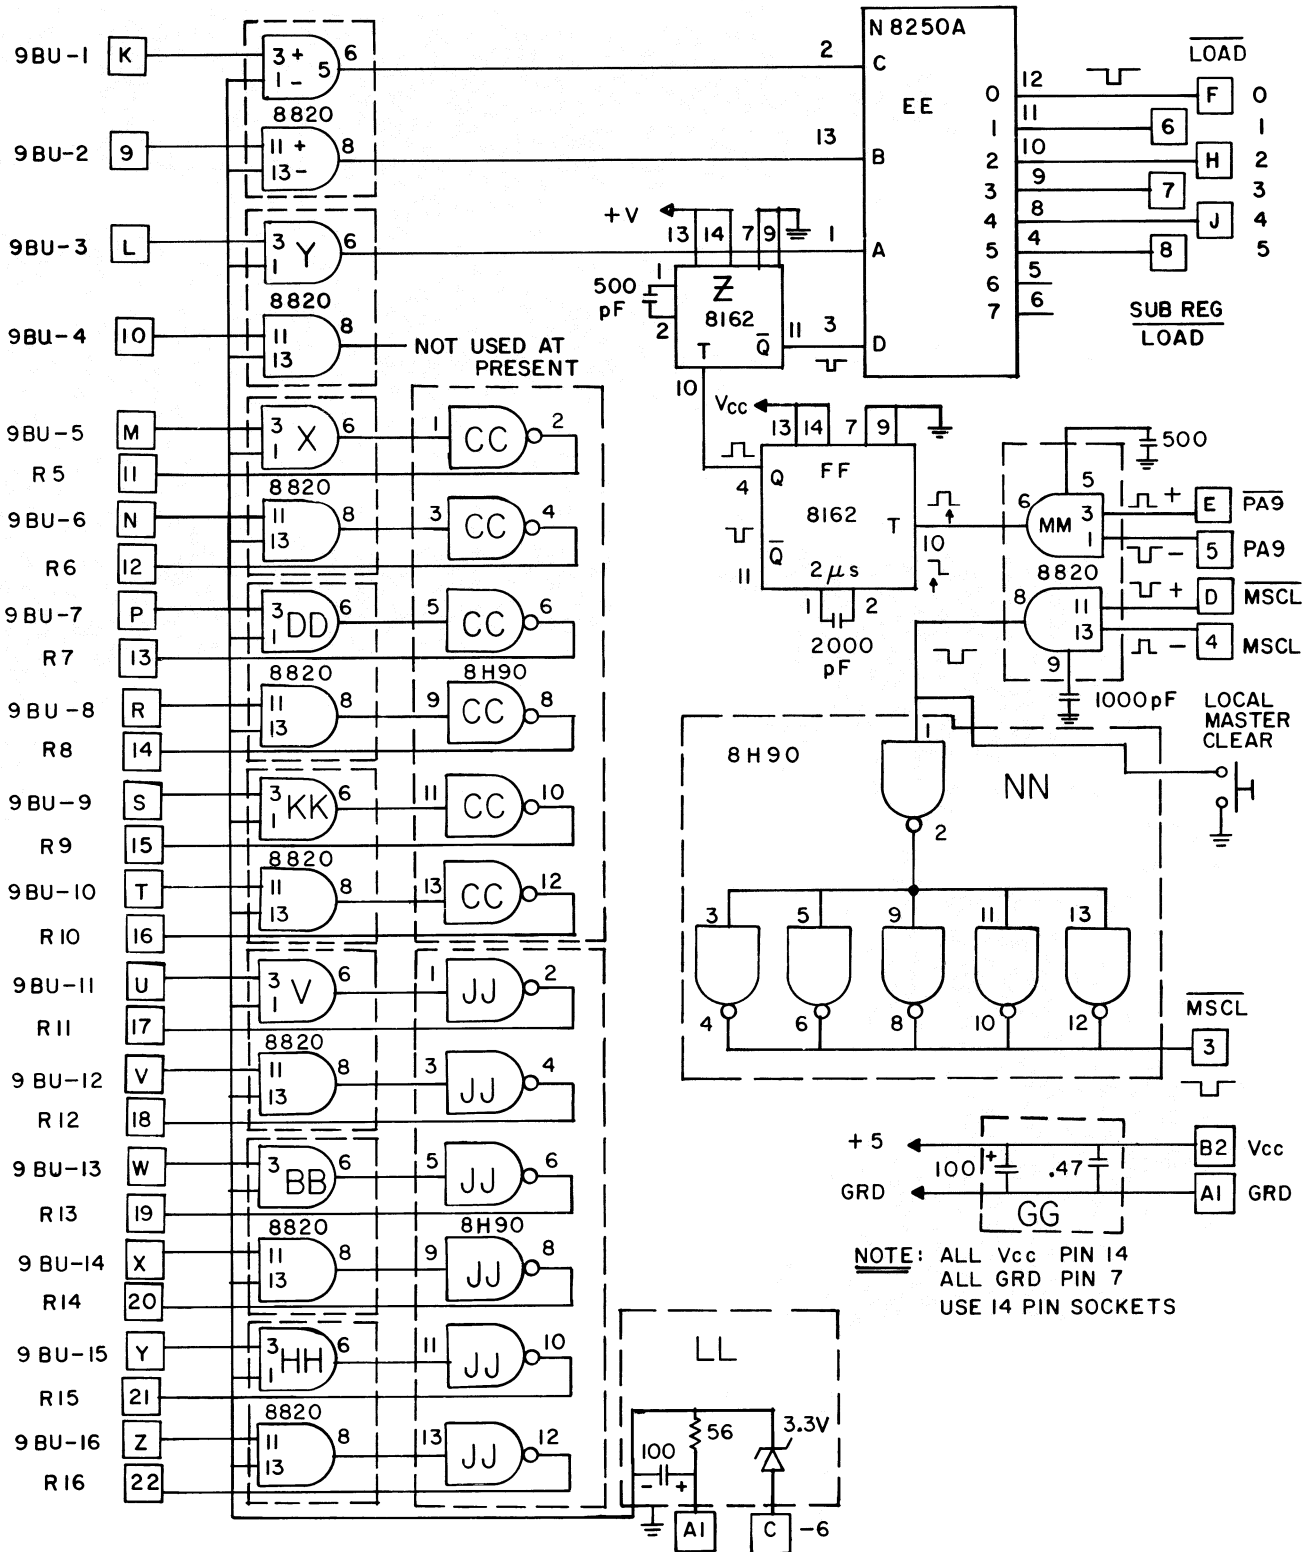 9BU-1 K 3+ 1- 5 6 2 C
N8250A
EE
8820
9BU-2 9 11+ 13- 8 13 B
9BU-3 L 3 1 Y 6 1 A
8820
9BU-4 10 11 13 8
NOT USED AT
PRESENT
LOAD
0 12 F 0
1 11 6 1
2 10 H 2
3 9 7 3
4 8 J 4
5 4 8 5
6 5
7 6
SUB REG
LOAD
+V
13 14 7 9
1 500
pF
2
Z
8162
T Q
11 3 D
10
Vcc
13 14 7 9
Q FF
4
8162 T
Q
11 10
2μs
1 2
2000
pF
500
5
6 MM 3 + E PA9
1 - 5 PA9
8820
8 11 + D MSCL
13 - 4 MSCL
9
1000pF
LOCAL
MASTER
CLEAR
8H90
NN
1
2
3 5 9 11 13
4 6 8 10 12
MSCL
3
9BU-5 M 3 1 X 6 1 CC 2
R5 11
8820
9BU-6 N 11 13 8 3 CC 4
R6 12
9BU-7 P 3 1 DD 6 5 CC 6
R7 13
8820 8H90
9BU-8 R 11 13 8 9 CC 8
R8 14
9BU-9 S 3 1 KK 6 11 CC 10
R9 15
8820
9BU-10 T 11 13 8 13 CC 12
R10 16
9BU-11 U 3 1 V 6 1 JJ 2
R11 17
8820
9BU-12 V 11 13 8 3 JJ 4
R12 18
9BU-13 W 3 1 BB 6 5 JJ 6
R13 19
8820 8H90
9BU-14 X 11 13 8 9 JJ 8
R14 20
9BU-15 Y 3 1 HH 6 11 JJ 10
R15 21
8820
9BU-16 Z 11 13 8 13 JJ 12
R16 22
+5 B2 Vcc
100 + .47
GRD A1 GRD
GG
NOTE: ALL Vcc PIN 14
ALL GRD PIN 7
USE 14 PIN SOCKETS
LL
56 3.3V
100
- +
A1 C -6